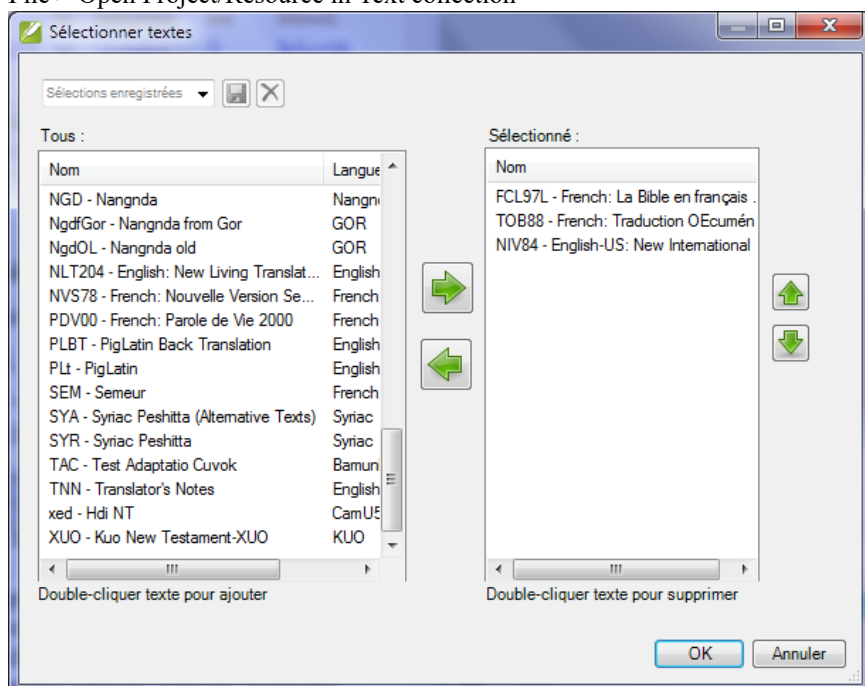 File > Open Project/Resource in Text collection
Sélectionner textes
Sélections enregistrées
Tous :
Nom Langue
NGD - Nangnda Nangn
NgdfGor - Nangnda from Gor GOR
NgdOL - Nangnda old GOR
NLT204 - English: New Living Translat... English
NVS78 - French: Nouvelle Version Se... French
PDV00 - French: Parole de Vie 2000 French
PLBT - PigLatin Back Translation English
PLt - PigLatin English
SEM - Semeur French
SYA - Syriac Peshitta (Alternative Texts) Syriac
SYR - Syriac Peshitta Syriac
TAC - Test Adaptatio Cuvok Bamun
TNN - Translator's Notes English
xed - Hdi NT CamU5
XUO - Kuo New Testament-XUO KUO
Double-cliquer texte pour ajouter
Sélectionné :
Nom
FCL97L - French: La Bible en français .
TOB88 - French: Traduction OEcumén
NIV84 - English-US: New International
Double-cliquer texte pour supprimer
OK Annuler